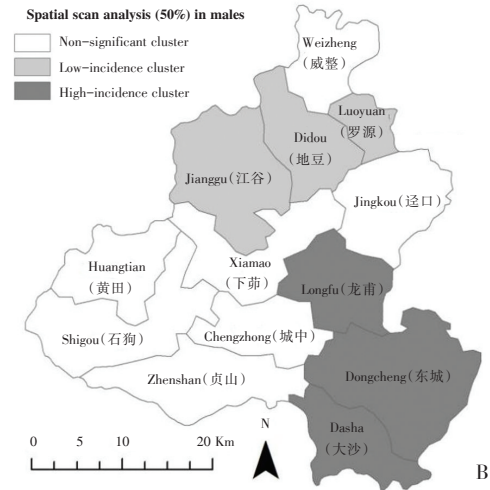 Spatial scan analysis (50%) in males
Non-significant cluster
Low-incidence cluster
High-incidence cluster
Weizheng
(威整)
Luoyuan
(罗源)
Didou
(地豆)
Jianggu(江谷)
Jingkou(迳口)
Huangtian
(黄田)
Xiamao
(下茆)
Longfu(龙甫)
Shigou(石狗)
Chengzhong(城中)
Zhenshan(贞山)
Dongcheng(东城)
Dasha
(大沙)
N
0 5 10 20 Km
B